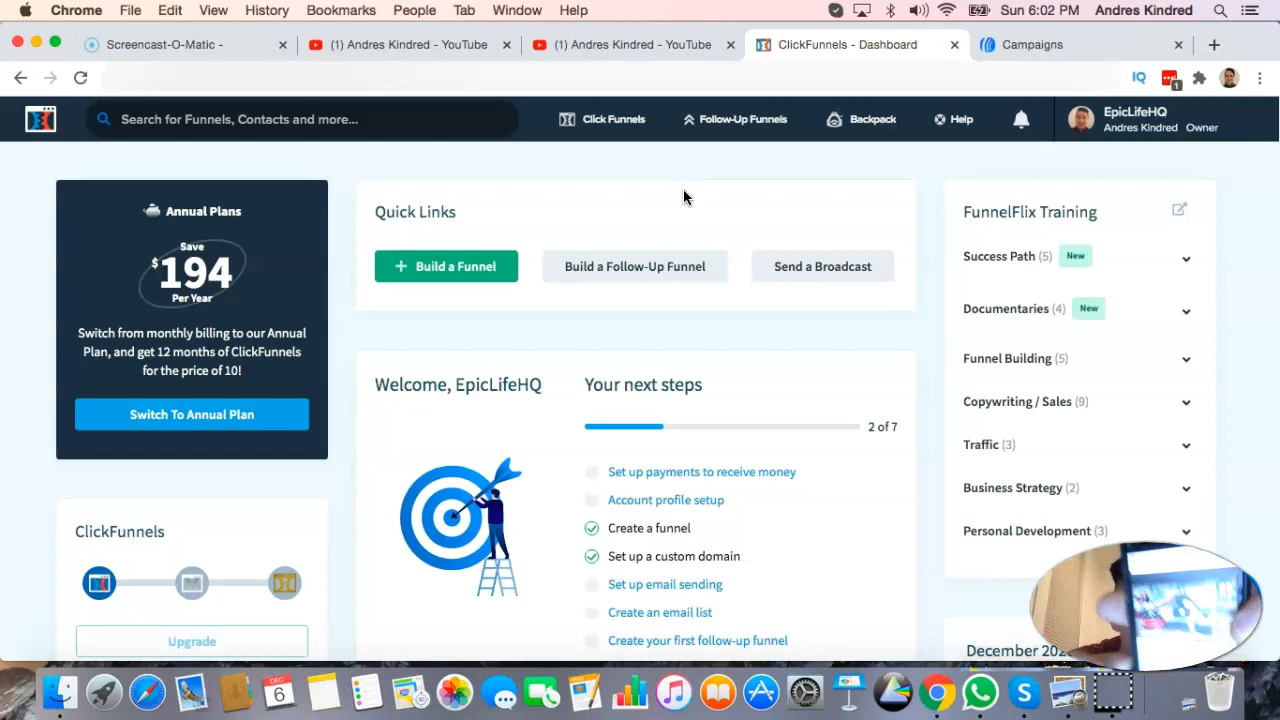 Chrome File Edit View History Bookmarks People Tab Window Help Sun 6:02 PM Andres Kindred
Screencast-O-Matic - (1) Andres Kindred - YouTube (1) Andres Kindred - YouTube ClickFunnels - Dashboard Campaigns
IQ 1
Search for Funnels, Contacts and more... Click Funnels Follow-Up Funnels Backpack Help EpicLifeHQ
Andres Kindred Owner
Annual Plans
Save
$194
Per Year
Switch from monthly billing to our Annual
Plan, and get 12 months of ClickFunnels
for the price of 10!
Switch To Annual Plan
ClickFunnels
Upgrade
Quick Links
+ Build a Funnel Build a Follow-Up Funnel Send a Broadcast
Welcome, EpicLifeHQ
Your next steps
2 of 7
Set up payments to receive money
Account profile setup
Create a funnel
Set up a custom domain
Set up email sending
Create an email list
Create your first follow-up funnel
FunnelFlix Training
Success Path (5) New
Documentaries (4) New
Funnel Building (5)
Copywriting / Sales (9)
Traffic (3)
Business Strategy (2)
Personal Development (3)
December
DEC
6